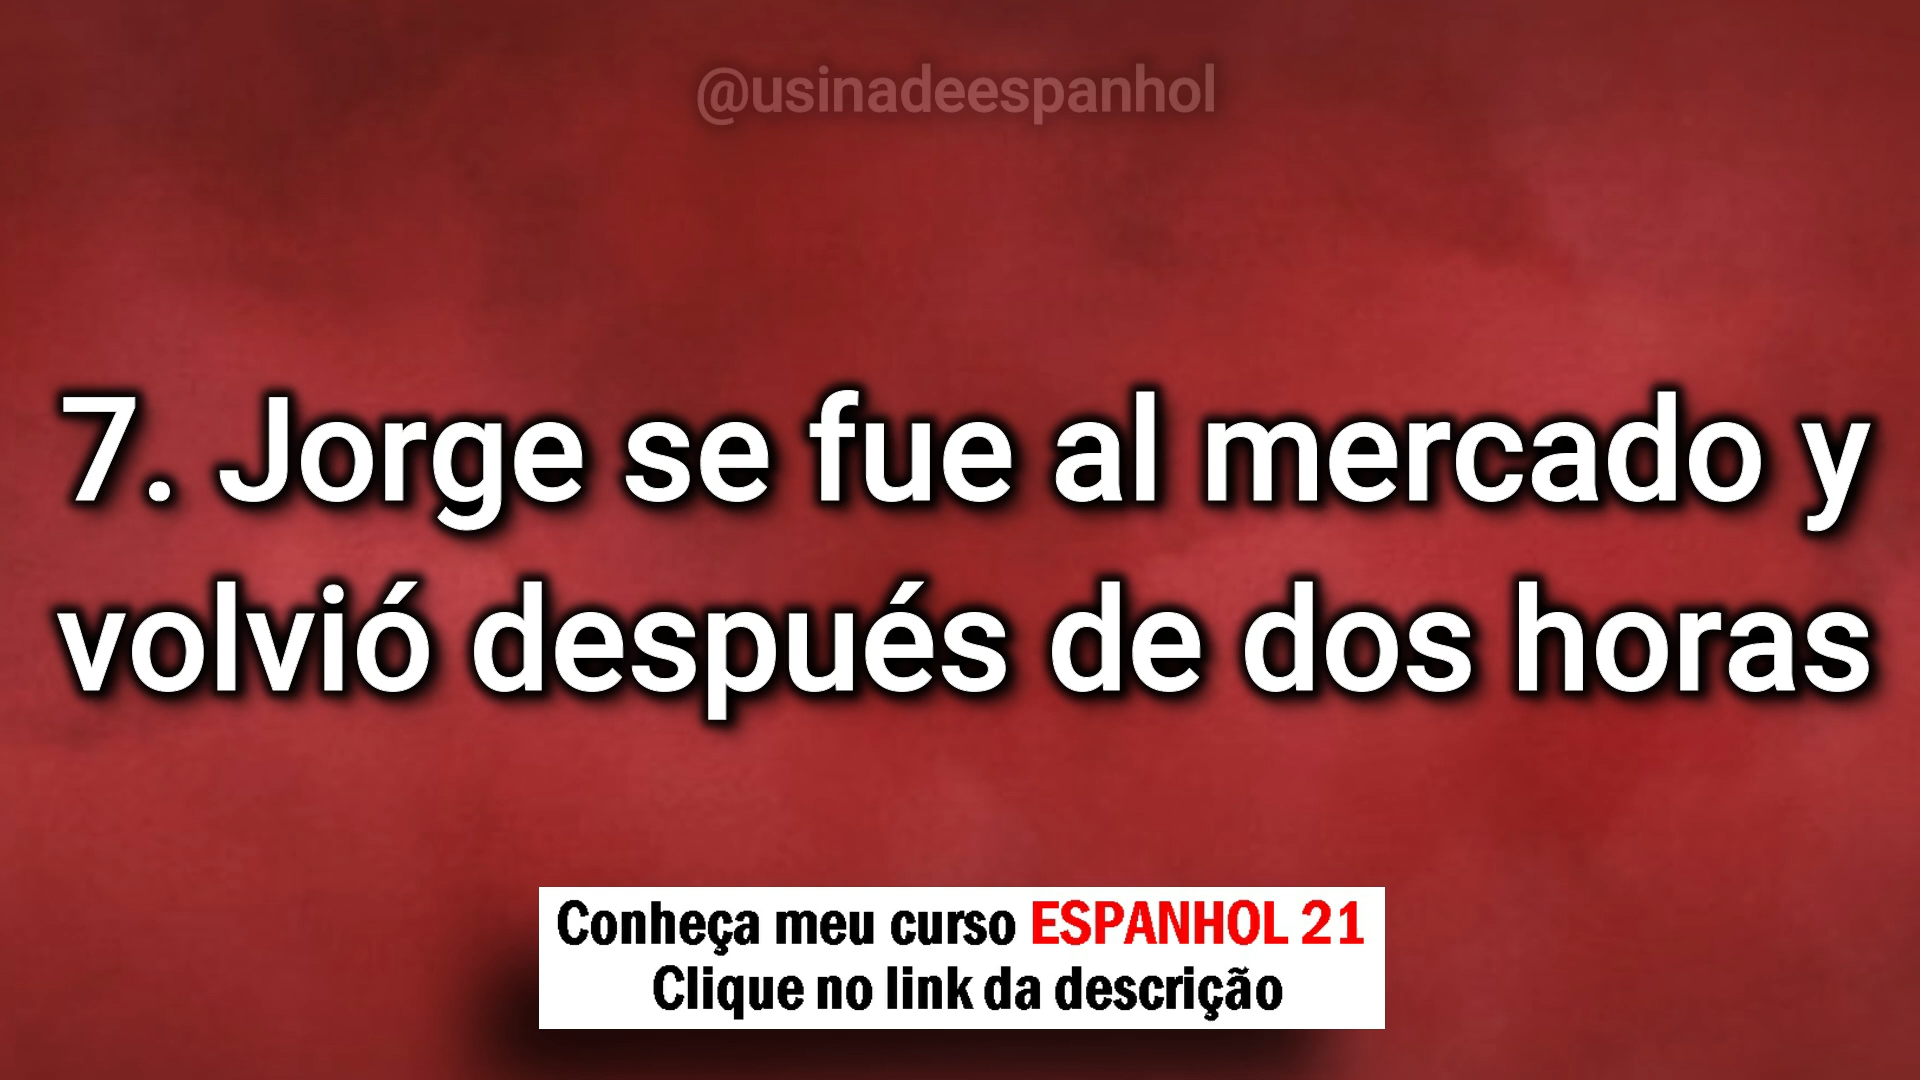 @usinadeespanhol
7. Jorge se fue al mercado y
volvió después de dos horas
Conheça meu curso ESPANHOL 21
Clique no link da descrição